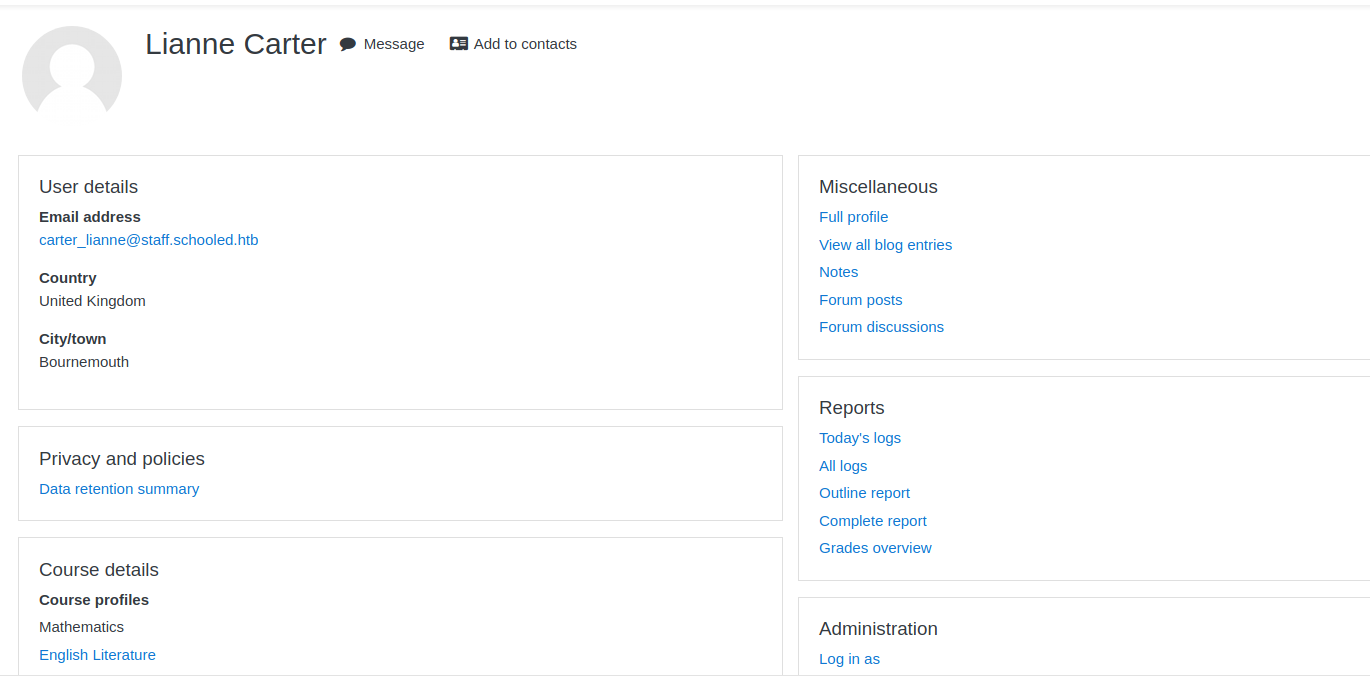 Lianne Carter Message Add to contacts
User details
Email address
carter_lianne@staff.schooled.htb
Country
United Kingdom
City/town
Bournemouth
Privacy and policies
Data retention summary
Course details
Course profiles
Mathematics
English Literature
Miscellaneous
Full profile
View all blog entries
Notes
Forum posts
Forum discussions
Reports
Today's logs
All logs
Outline report
Complete report
Grades overview
Administration
Log in as